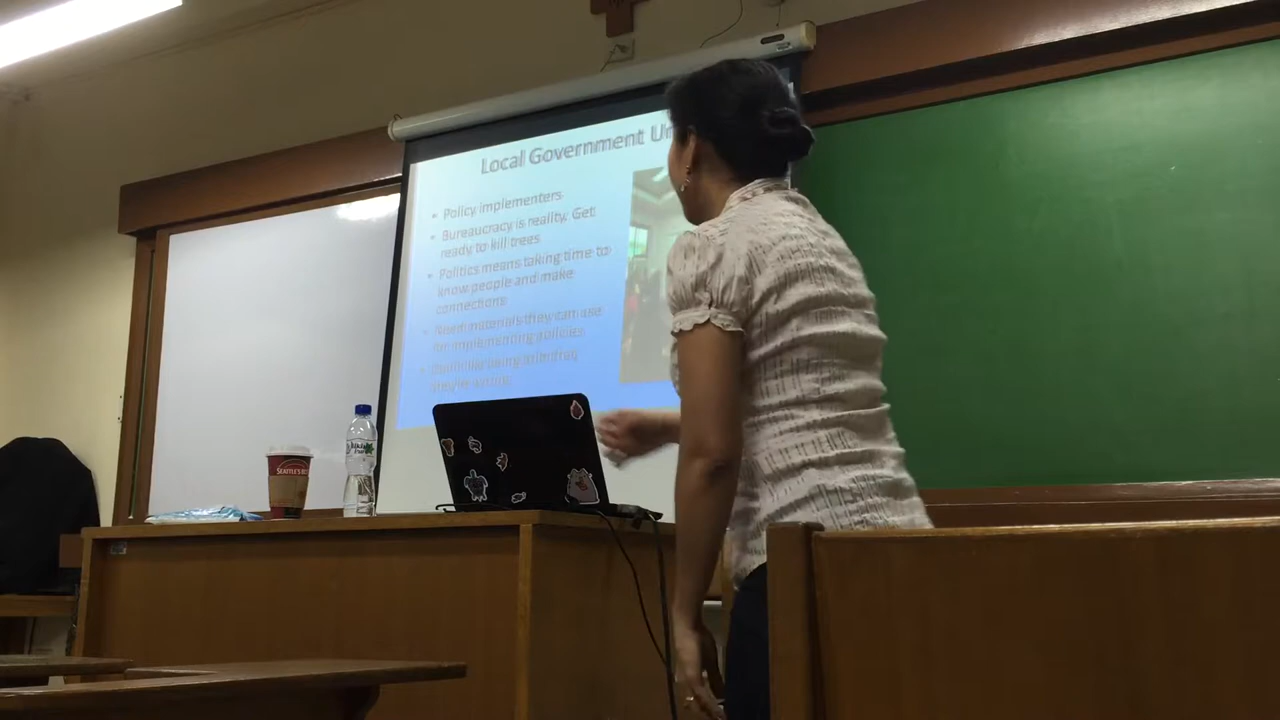 Local Government
Policy implementers
Bureaucracy is reality. Get
ready to kill trees
Politics means taking time to
know people and make
connections
Need materials they can use
for implementing policies
SEATTLE'S